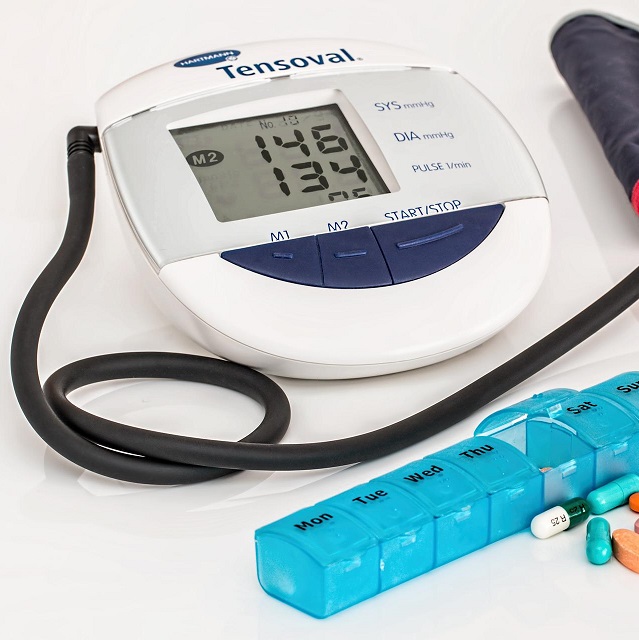 HARTMANN
Tensoval®
SYS mmHg
DIA mmHg
PULSE 1/min
No. 10
M2
146
134
M1
M2
START/STOP
Mon
Tue
Wed
Thu
Sat
R 25